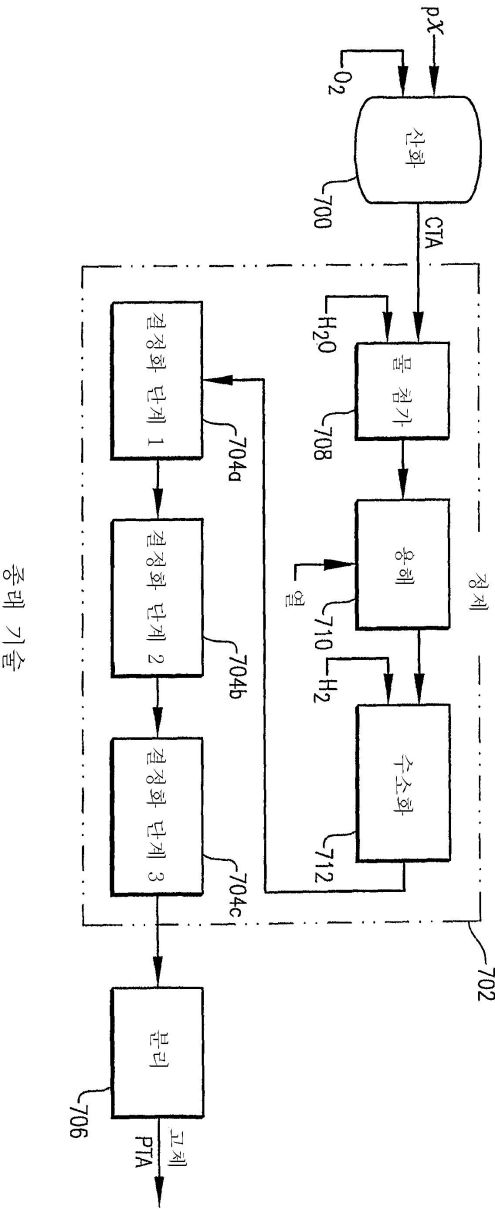 pX
O₂
산화
700
CTA
정제
702
H₂O
물 첨가
708
용해
710
열
H₂
수소화
712
결정화 단계 1
704a
결정화 단계 2
704b
결정화 단계 3
704c
분리
706
고체
PTA
종래 기술